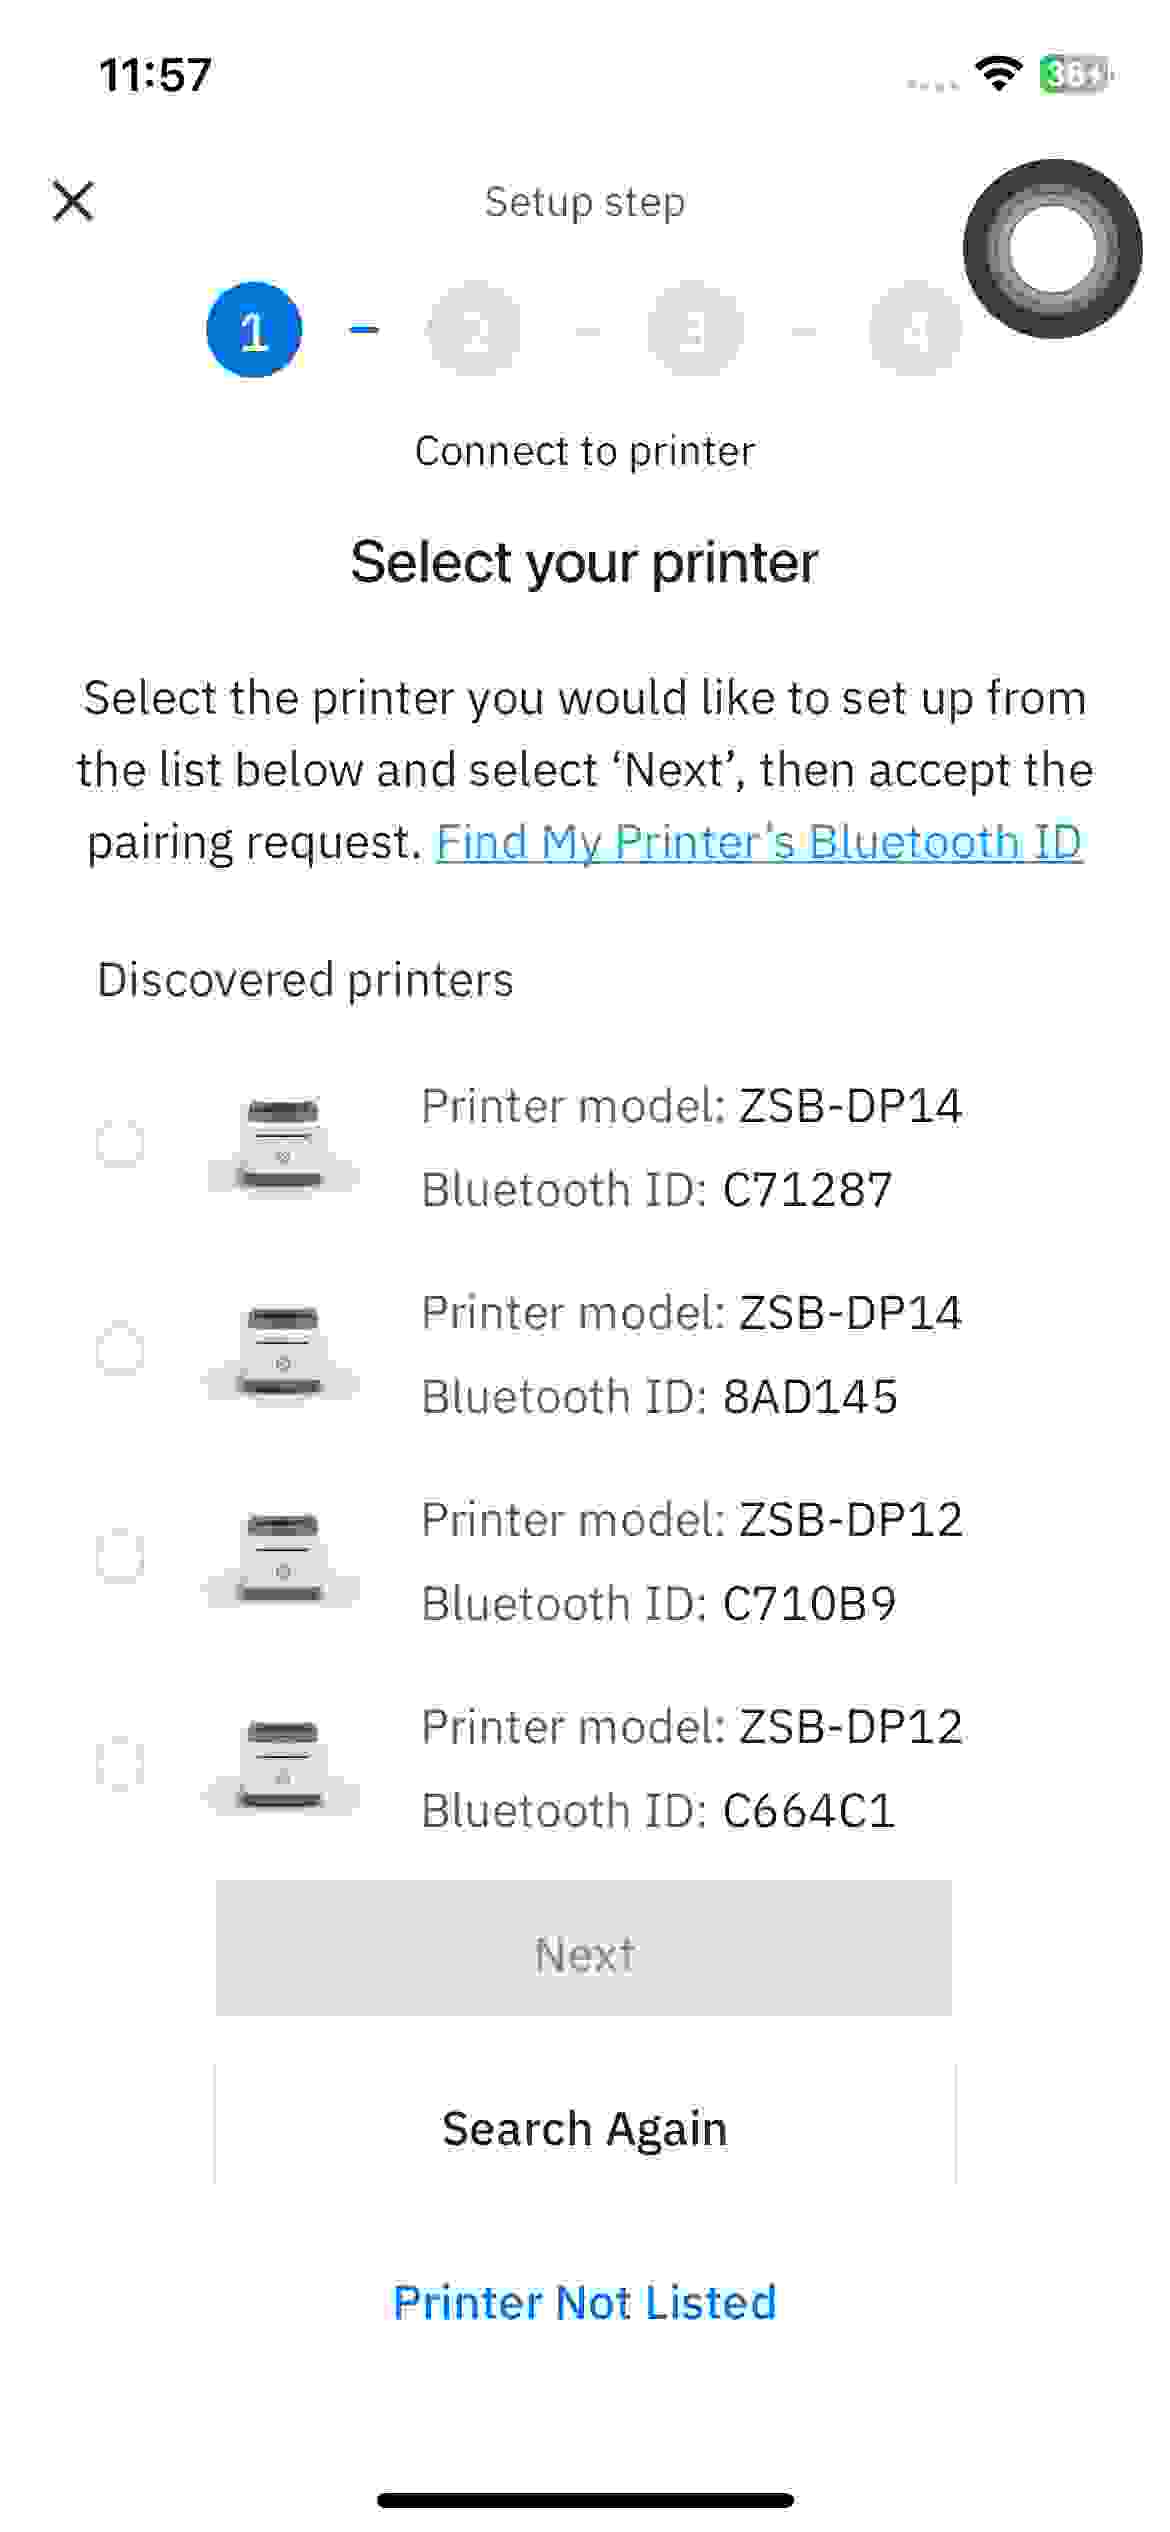 11:57
36
Setup step
1
2
3
4
Connect to printer
Select your printer
Select the printer you would like to set up from
the list below and select ‘Next’, then accept the
pairing request. Find My Printer's Bluetooth ID
Discovered printers
Printer model: ZSB-DP14
Bluetooth ID: C71287
Printer model: ZSB-DP14
Bluetooth ID: 8AD145
Printer model: ZSB-DP12
Bluetooth ID: C710B9
Printer model: ZSB-DP12
Bluetooth ID: C664C1
Next
Search Again
Printer Not Listed